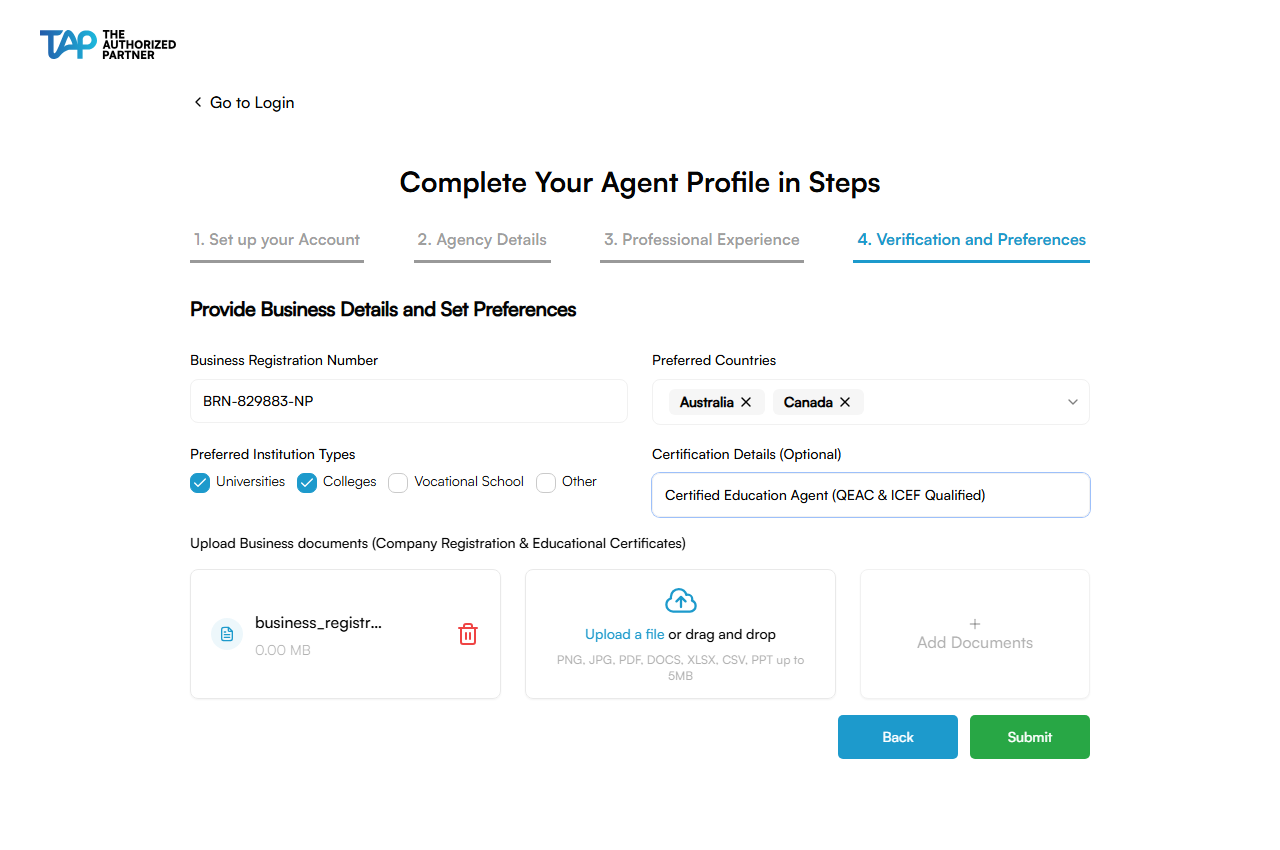 TAP THE
AUTHORIZED
PARTNER
Go to Login
Complete Your Agent Profile in Steps
1. Set up your Account 2. Agency Details 3. Professional Experience 4. Verification and Preferences
Provide Business Details and Set Preferences
Business Registration Number Preferred Countries
BRN-829883-NP Australia Canada
Preferred Institution Types Certification Details (Optional)
Universities Colleges Vocational School Other
Certified Education Agent (QEAC & ICEF Qualified)
Upload Business documents (Company Registration & Educational Certificates)
business_registr...
0.00 MB
Upload a file or drag and drop
PNG, JPG, PDF, DOCS, XLSX, CSV, PPT up to
5MB
Add Documents
Back Submit